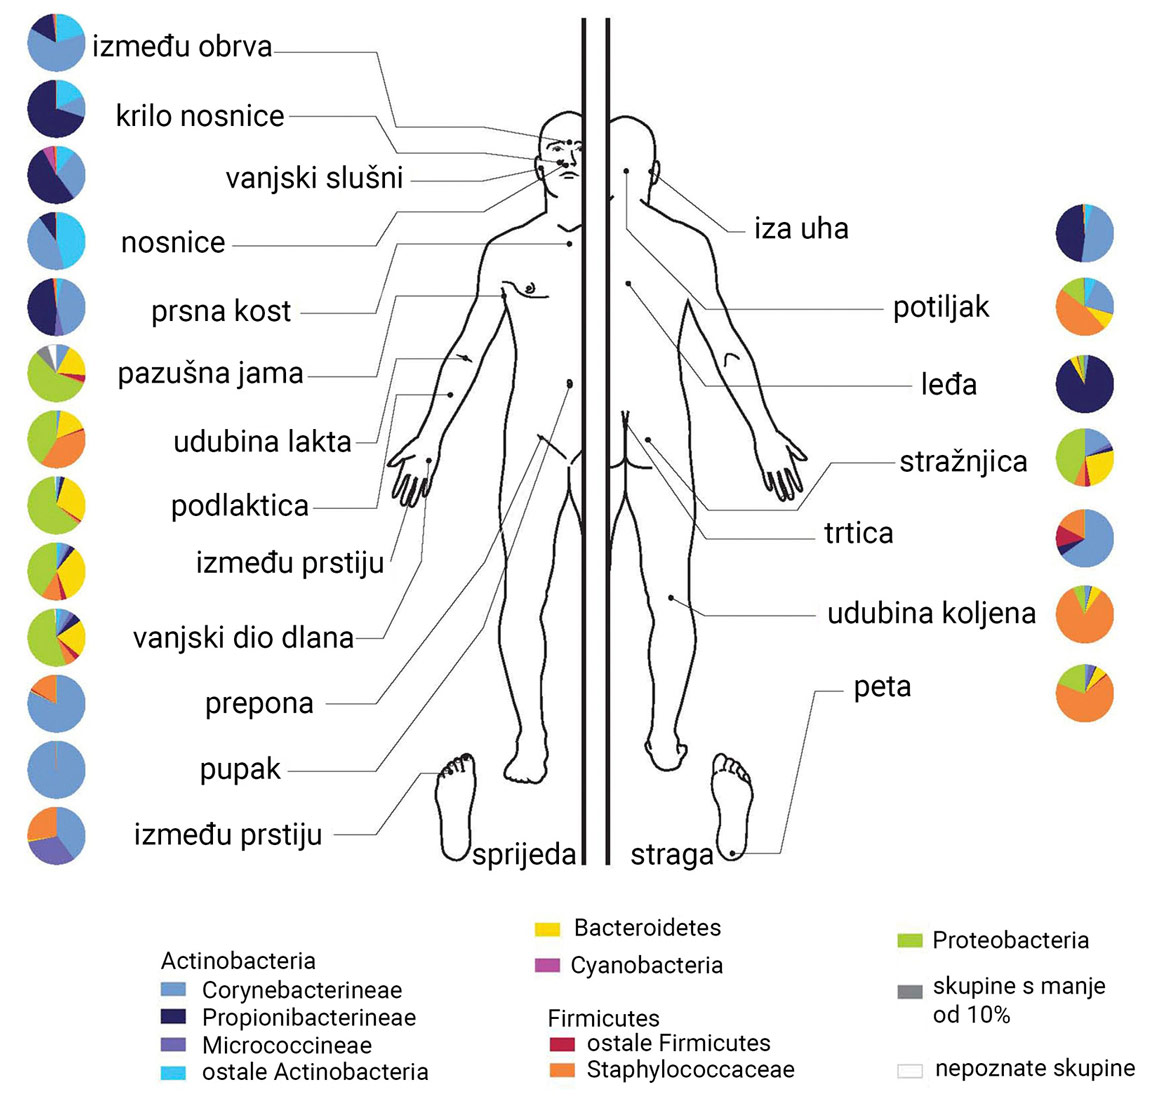 između obrva
krilo nosnice
vanjski slušni
nosnice
prsna kost
pazušna jama
udubina lakta
podlaktica
između prstiju
vanjski dio dlana
prepona
pupak
između prstiju
sprijeda
straga
iza uha
potiljak
leđa
stražnjica
trtica
udubina koljena
peta
Actinobacteria
Corynebacterineae
Propionibacterineae
Micrococcineae
ostale Actinobacteria
Bacteroidetes
Cyanobacteria
Firmicutes
ostale Firmicutes
Staphylococcaceae
Proteobacteria
skupine s manje
od 10%
nepoznate skupine